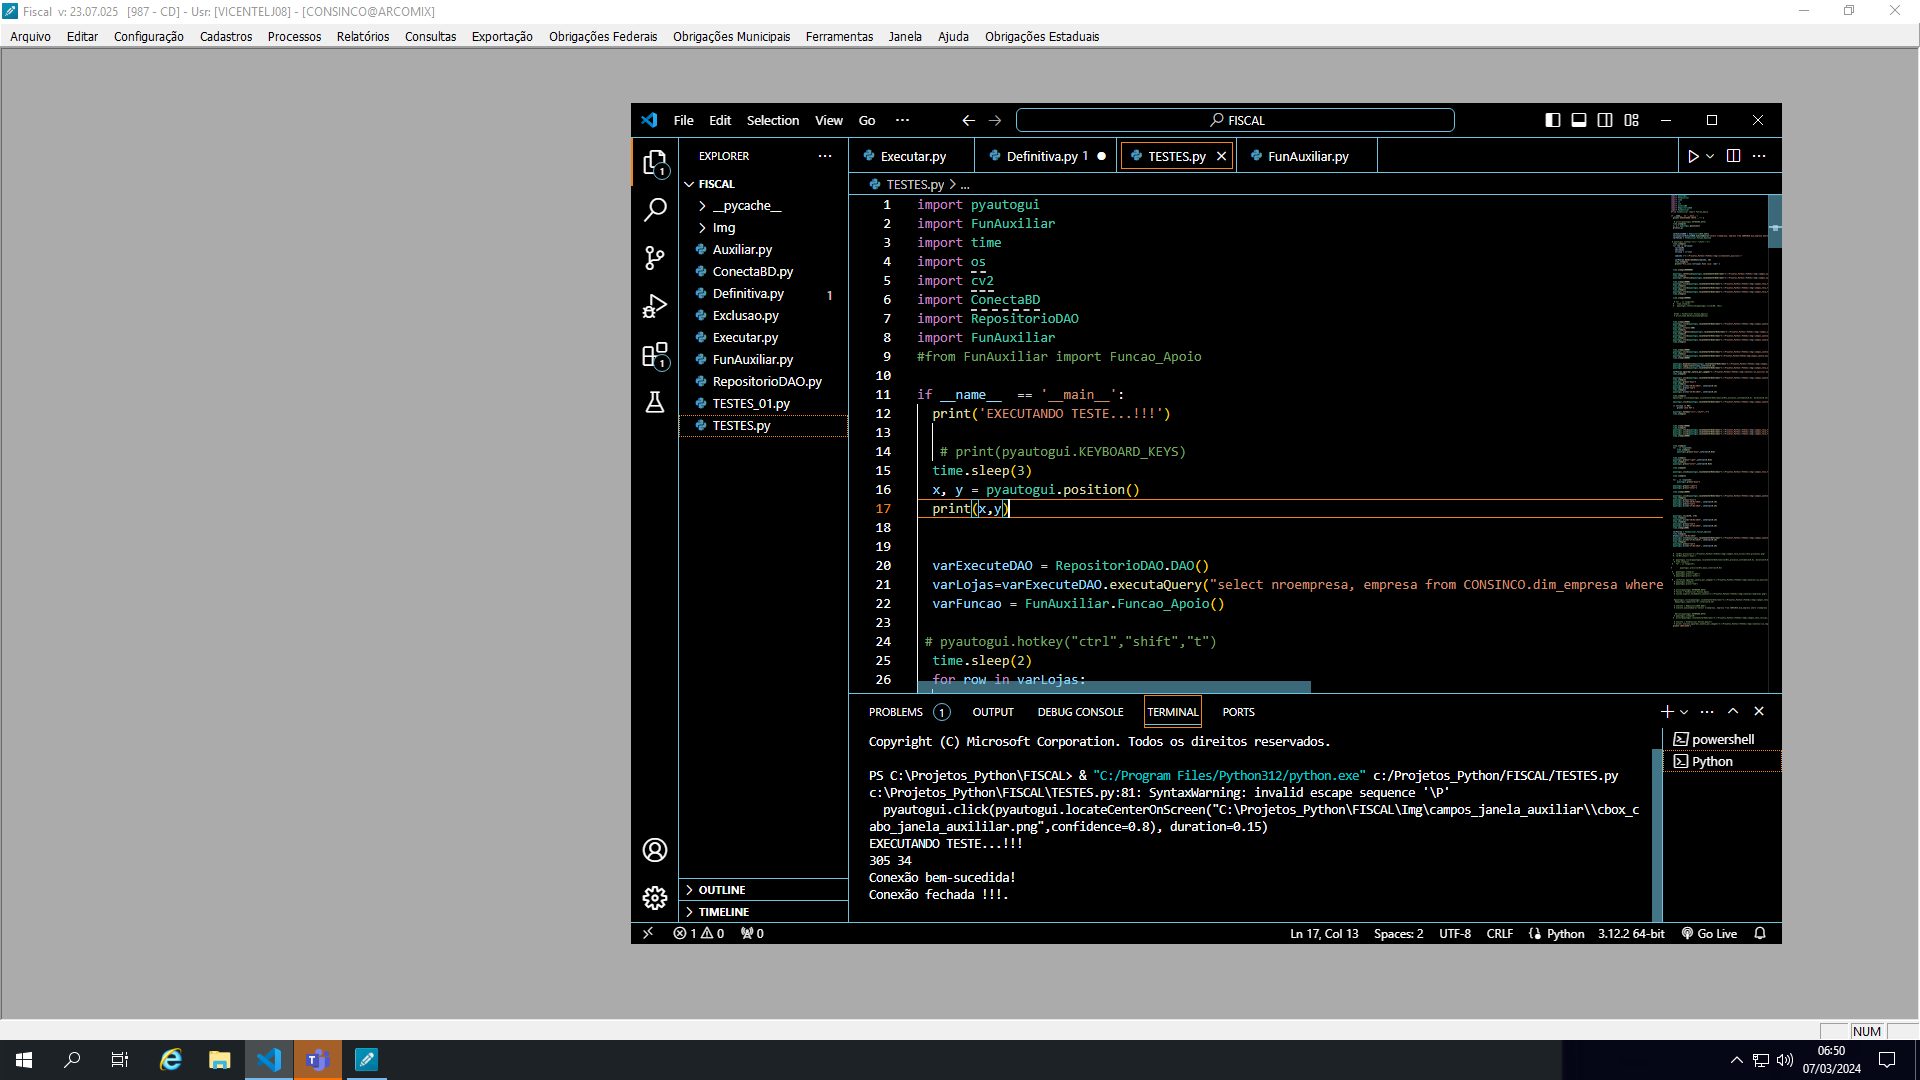 Fiscal v: 23.07.025 [987 - CD] - Usr: [VICENTELJ08] - [CONSINCO@ARCOMIX]
Arquivo Editar Configuração Cadastros Processos Relatórios Consultas Exportação Obrigações Federais Obrigações Municipais Ferramentas Janela Ajuda Obrigações Estaduais
File Edit Selection View Go ··· FISCAL
EXPLORER ···
FISCAL
__pycache__
Img
Auxiliar.py
ConectaBD.py
Definitiva.py 1
Exclusao.py
Executar.py
FunAuxiliar.py
RepositorioDAO.py
TESTES_01.py
TESTES.py
OUTLINE
TIMELINE
1
1
Executar.py Definitiva.py 1 TESTES.py FunAuxiliar.py
TESTES.py > ...
1 import pyautogui
2 import FunAuxiliar
3 import time
4 import os
5 import cv2
6 import ConectaBD
7 import RepositorioDAO
8 import FunAuxiliar
9 #from FunAuxiliar import Funcao_Apoio
10
11 if __name__ == '__main__':
12 print('EXECUTANDO TESTE...!!!')
13
14 # print(pyautogui.KEYBOARD_KEYS)
15 time.sleep(3)
16 x, y = pyautogui.position()
17 print(x,y)
18
19
20 varExecuteDAO = RepositorioDAO.DAO()
21 varLojas=varExecuteDAO.executaQuery("select nroempresa, empresa from CONSINCO.dim_empresa where
22 varFuncao = FunAuxiliar.Funcao_Apoio()
23
24 # pyautogui.hotkey("ctrl","shift","t")
25 time.sleep(2)
26 for row in varLojas:
PROBLEMS 1 OUTPUT DEBUG CONSOLE TERMINAL PORTS
Copyright (C) Microsoft Corporation. Todos os direitos reservados.
PS C:\Projetos_Python\FISCAL> & "C:/Program Files/Python312/python.exe" c:/Projetos_Python/FISCAL/TESTES.py
c:\Projetos_Python\FISCAL\TESTES.py:81: SyntaxWarning: invalid escape sequence '\P'
pyautogui.click(pyautogui.locateCenterOnScreen("C:\Projetos_Python\FISCAL\Img\campos_janela_auxiliar\\cbox_c
abo_janela_auxililar.png",confidence=0.8), duration=0.15)
EXECUTANDO TESTE...!!!
305 34
Conexão bem-sucedida!
Conexão fechada !!!.
powershell
Python
1 0 0 Ln 17, Col 13 Spaces: 2 UTF-8 CRLF Python 3.12.2 64-bit Go Live
NUM
06:50
07/03/2024